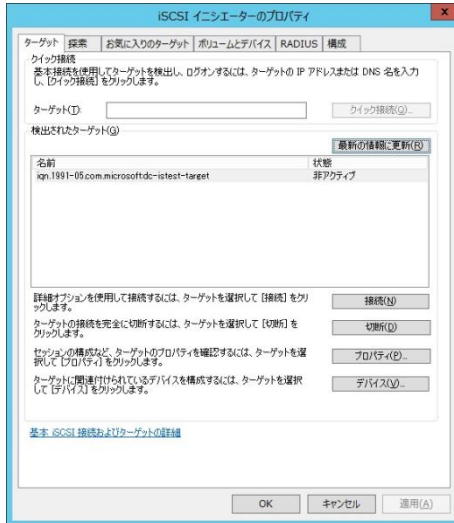 iSCSI イニシエーターのプロパティ
x
ターゲット 探索 お気に入りのターゲット ボリュームとデバイス RADIUS 構成
クイック接続
基本接続を使用してターゲットを検出し、ログオンするには、ターゲットの IP アドレスまたは DNS 名を入力
し、[クイック接続] をクリックします。
ターゲット(T):
クイック接続(Q)...
検出されたターゲット(G)
最新の情報に更新(R)
名前 状態
iqn.1991-05.com.microsoft:dc-istest-target 非アクティブ
詳細オプションを使用して接続するには、ターゲットを選択して [接続] をクリ
ックします。
接続(N)
ターゲットの接続を完全に切断するには、ターゲットを選択して [切断] を
クリックします。
切断(D)
セッションの構成など、ターゲットのプロパティを確認するには、ターゲットを選
択して [プロパティ] をクリックします。
プロパティ(P)...
ターゲットに関連付けられているデバイスを構成するには、ターゲットを選択
して [デバイス] をクリックします。
デバイス(V)...
基本 iSCSI 接続およびターゲットの詳細
OK キャンセル 適用(A)